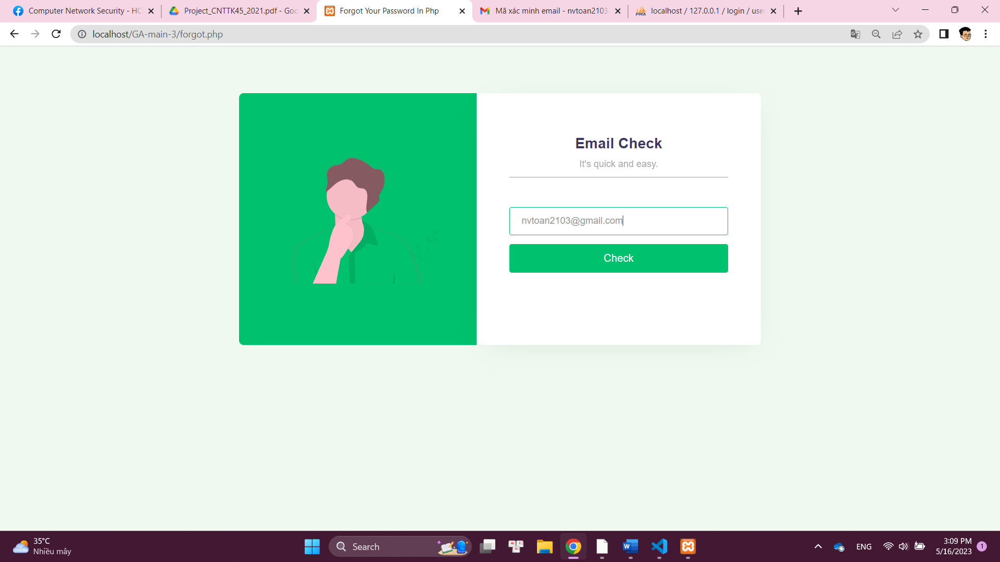 Computer Network Security - HC
Project_CNTTK45_2021.pdf - Goo
Forgot Your Password In Php
Mã xác minh email - nvtoan2103
PMA
localhost / 127.0.0.1 / login / use
localhost/GA-main-3/forgot.php
Email Check
It's quick and easy.
nvtoan2103@gmail.com
Check
35°C
Nhiều mây
Search
ENG
3:09 PM
5/16/2023
1